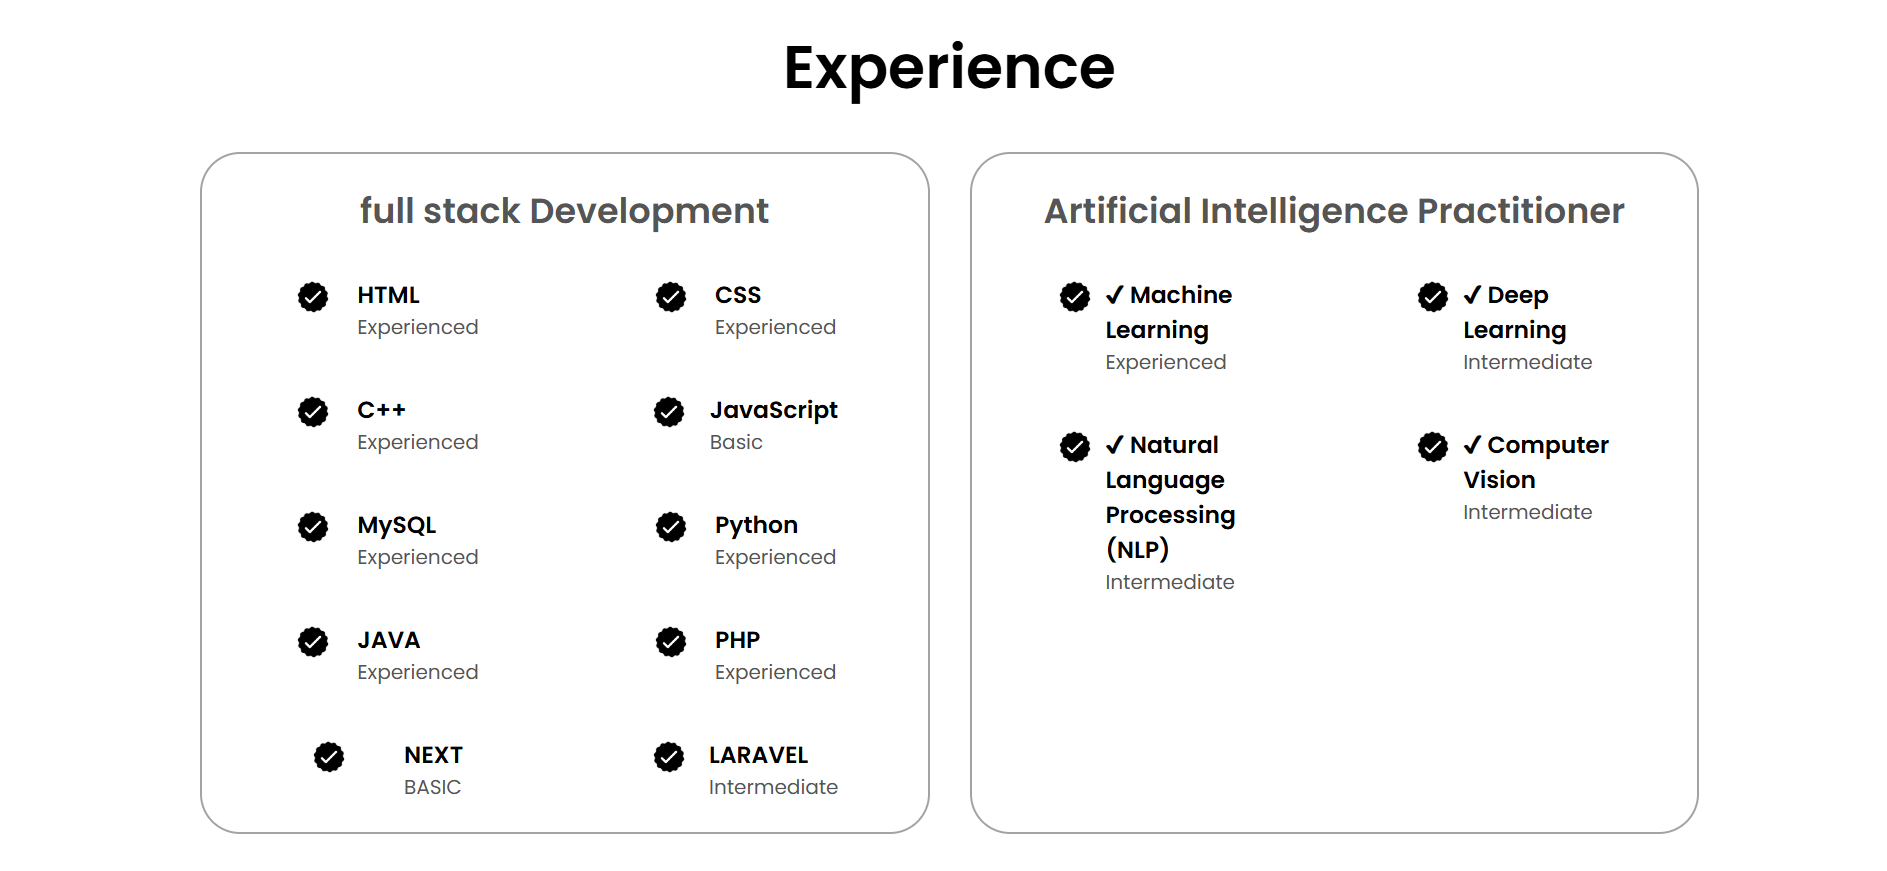 Experience
full stack Development
HTML
Experienced
CSS
Experienced
C++
Experienced
JavaScript
Basic
MySQL
Experienced
Python
Experienced
JAVA
Experienced
PHP
Experienced
NEXT
BASIC
LARAVEL
Intermediate
Artificial Intelligence Practitioner
✓ Machine
Learning
Experienced
✓ Deep
Learning
Intermediate
✓ Natural
Language
Processing
(NLP)
Intermediate
✓ Computer
Vision
Intermediate